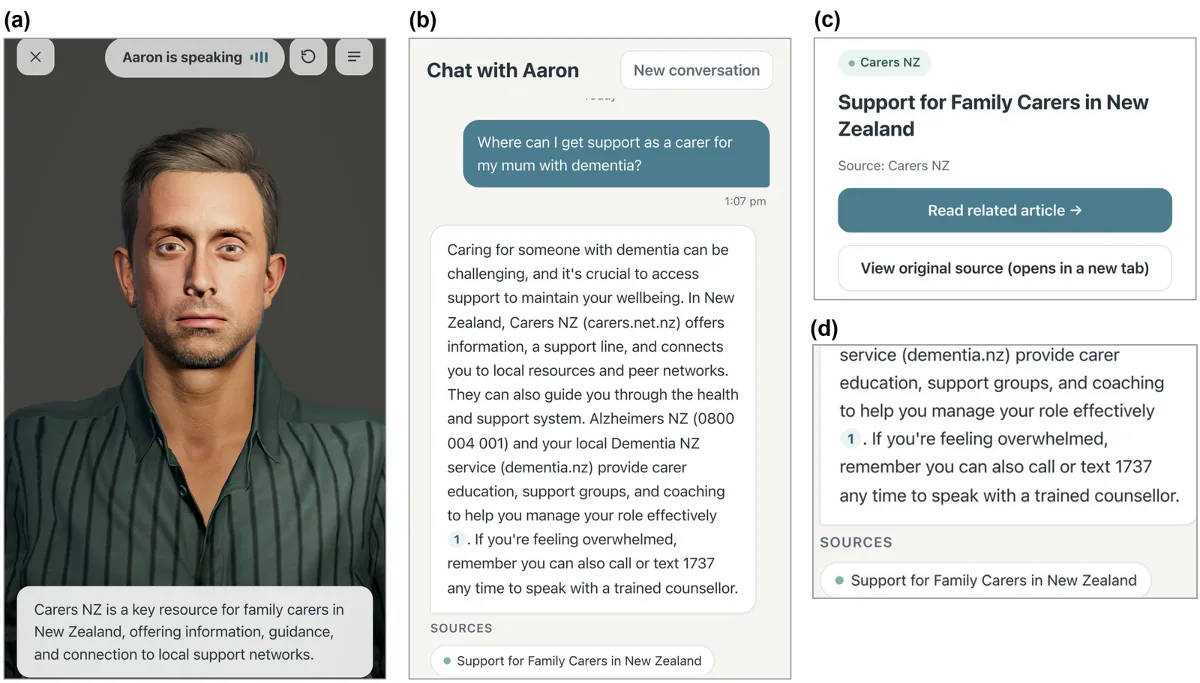 (a)
Aaron is speaking
Carers NZ is a key resource for family carers in
New Zealand, offering information, guidance,
and connection to local support networks.
(b)
Chat with Aaron
New conversation
Today
Where can I get support as a carer for
my mum with dementia?
1:07 pm
Caring for someone with dementia can be
challenging, and it's crucial to access
support to maintain your wellbeing. In New
Zealand, Carers NZ (carers.net.nz) offers
information, a support line, and connects
you to local resources and peer networks.
They can also guide you through the health
and support system. Alzheimers NZ (0800
004 001) and your local Dementia NZ
service (dementia.nz) provide carer
education, support groups, and coaching
to help you manage your role effectively
1. If you're feeling overwhelmed,
remember you can also call or text 1737
any time to speak with a trained counsellor.
SOURCES
Support for Family Carers in New Zealand
(c)
Carers NZ
Support for Family Carers in New
Zealand
Source: Carers NZ
Read related article →
View original source (opens in a new tab)
(d)
service (dementia.nz) provide carer
education, support groups, and coaching
to help you manage your role effectively
1. If you're feeling overwhelmed,
remember you can also call or text 1737
any time to speak with a trained counsellor.
SOURCES
Support for Family Carers in New Zealand